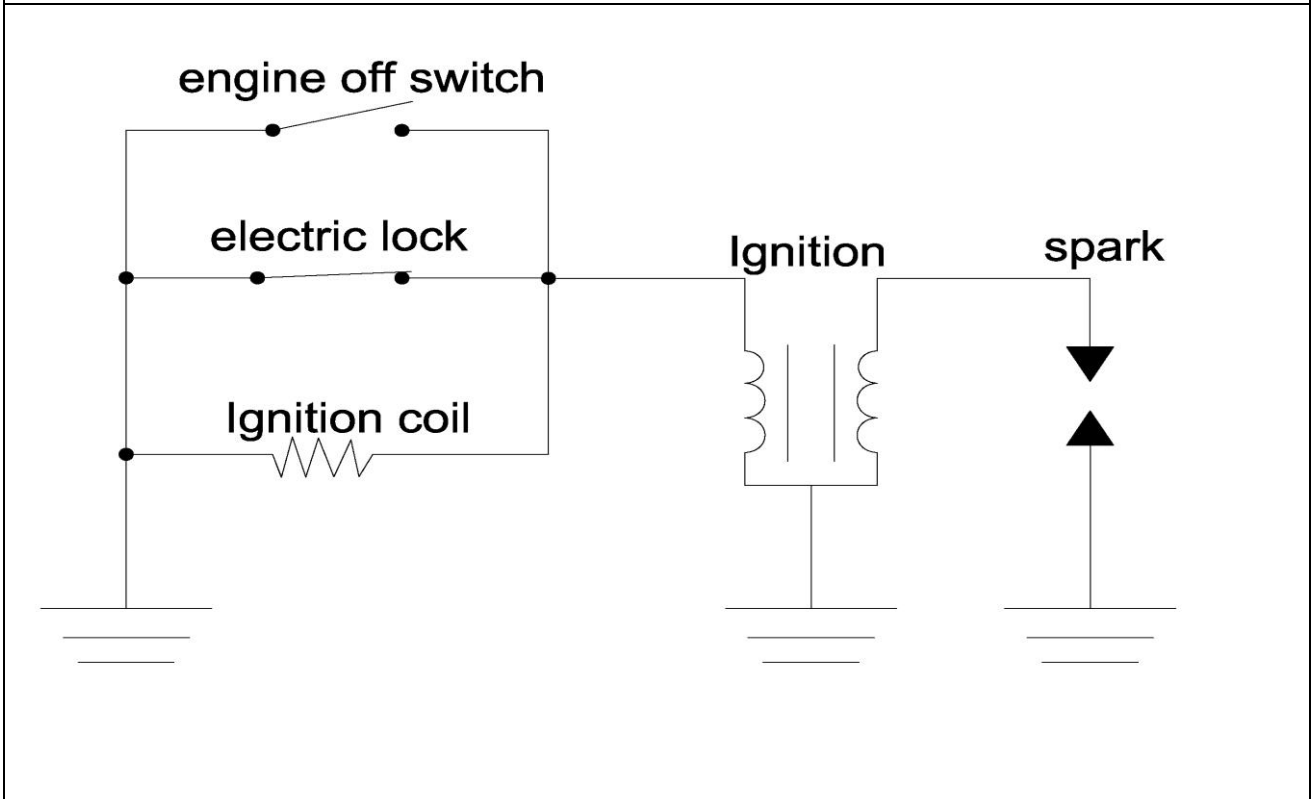 engine off switch
electric lock
Ignition
spark
Ignition coil